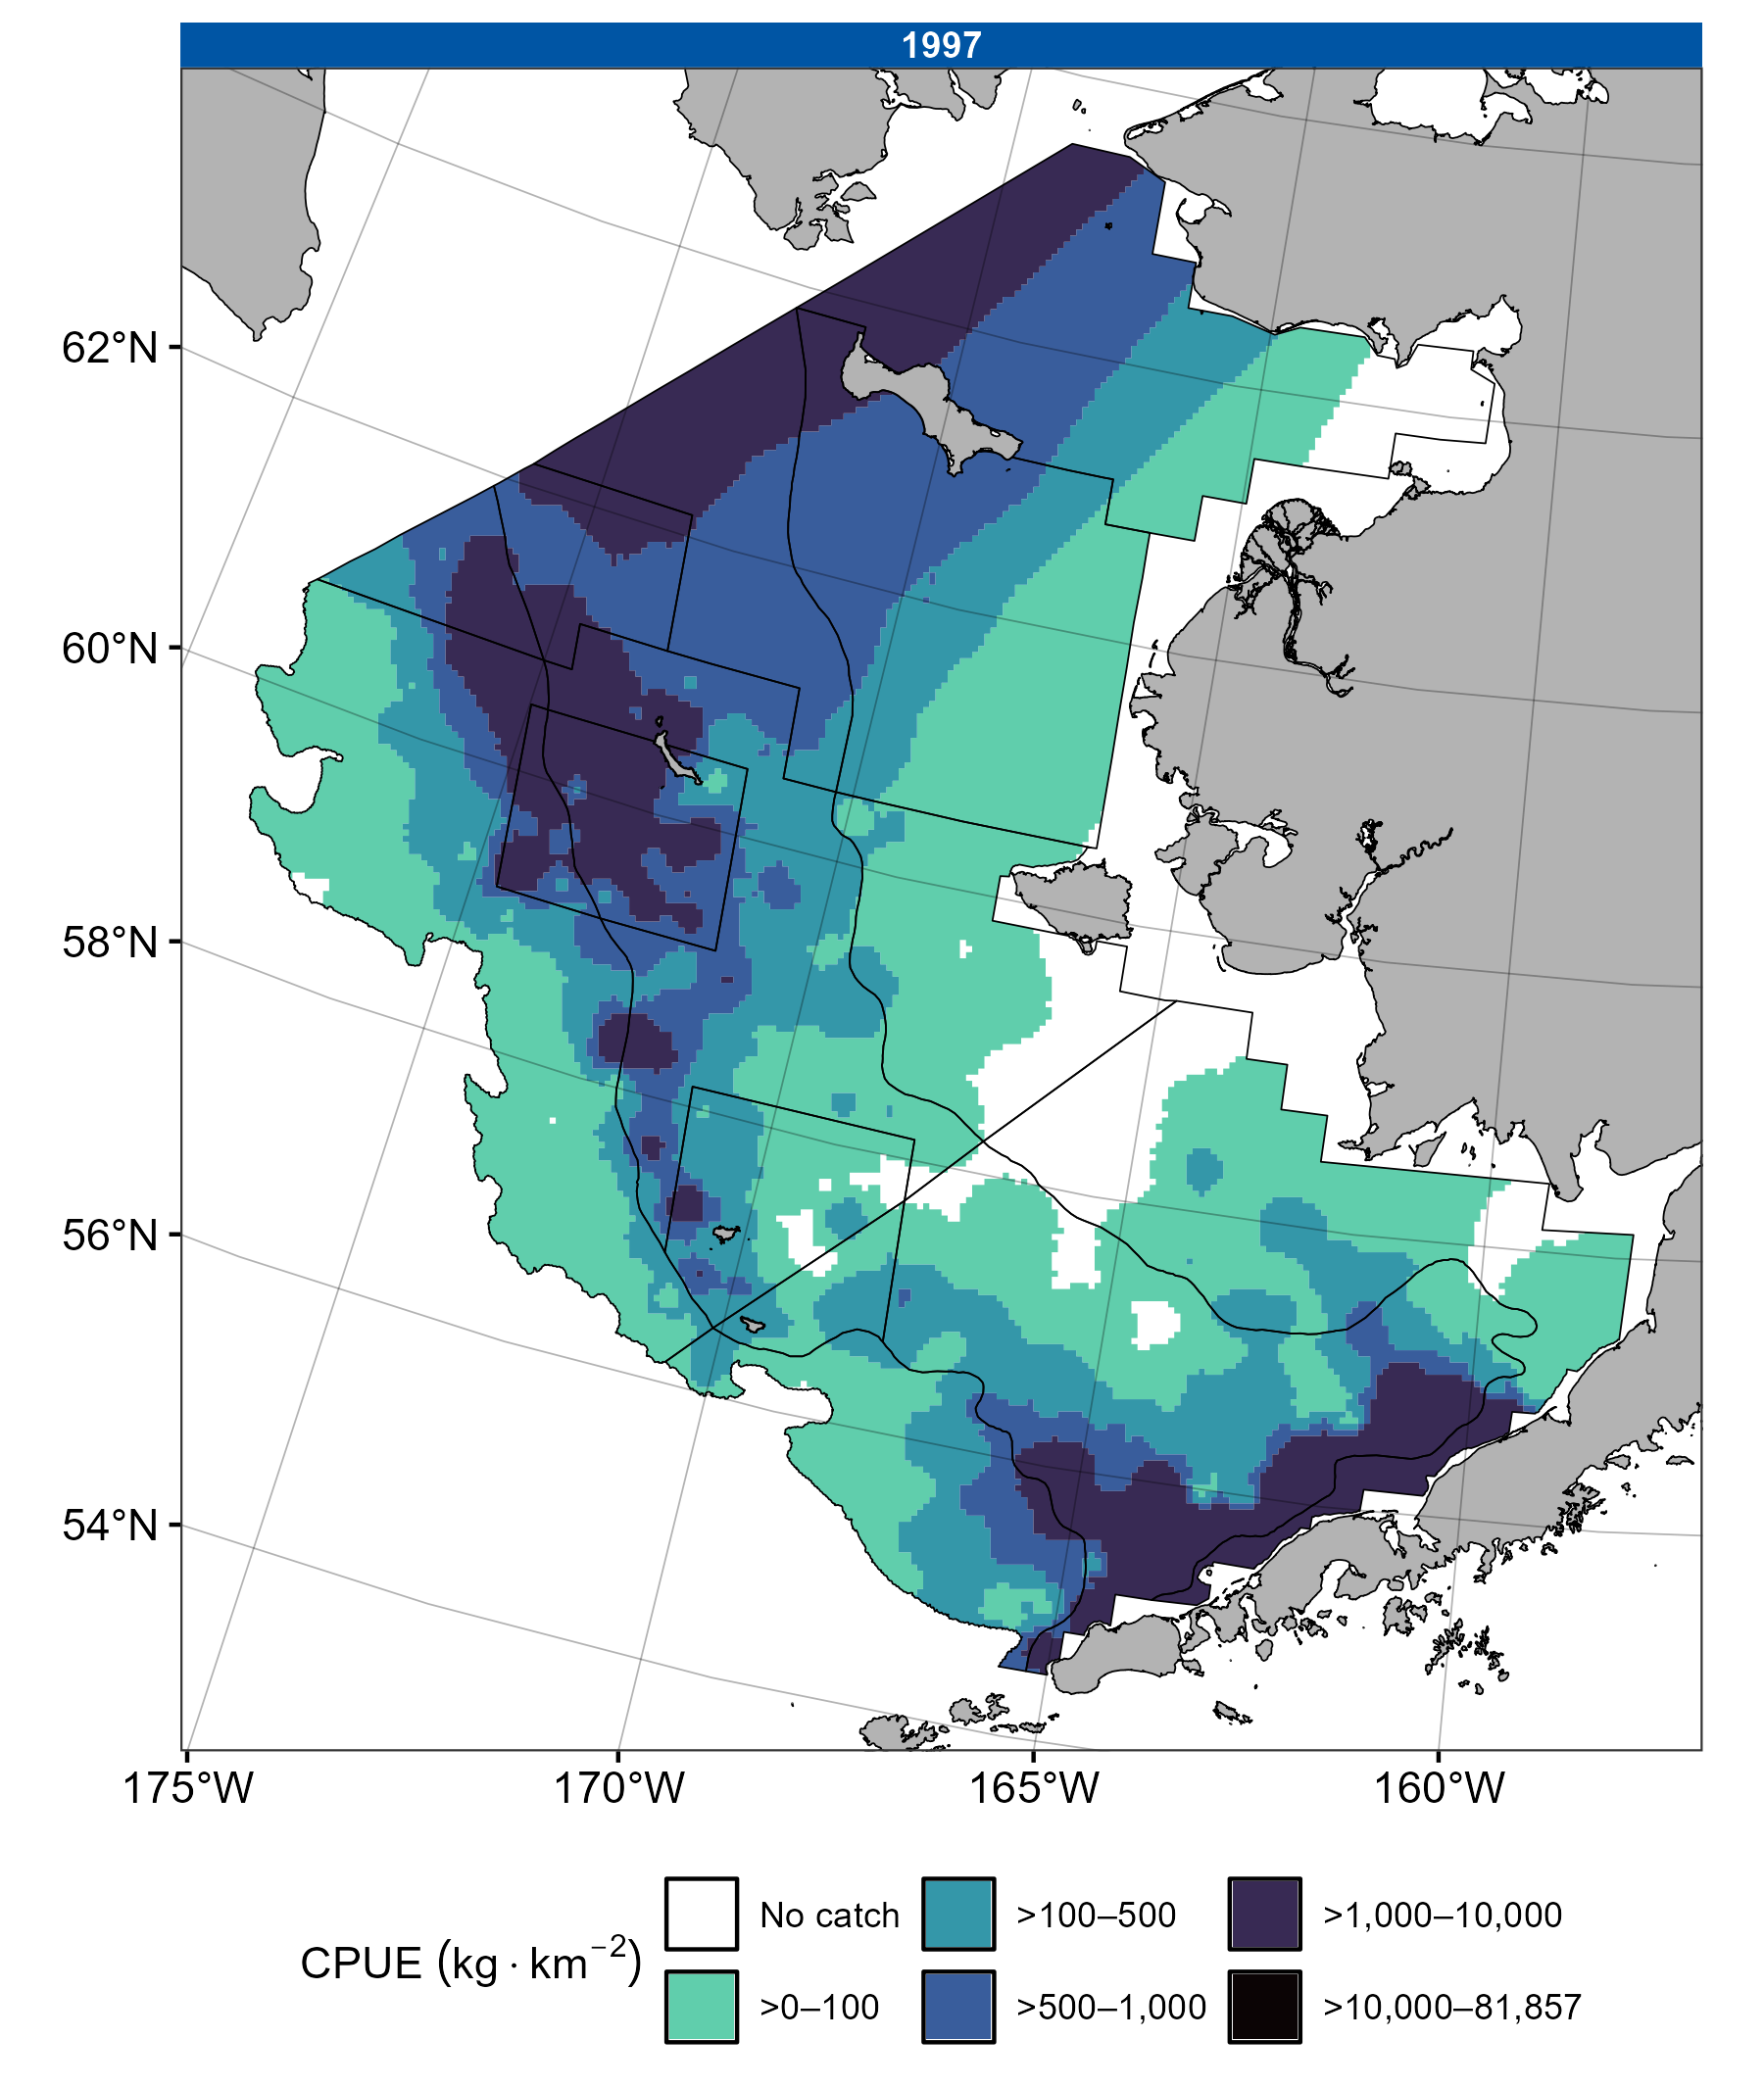 1997
62°N
60°N
58°N
56°N
54°N
175°W 170°W 165°W 160°W
CPUE (kg · km⁻²)
No catch >100–500 >1,000–10,000
>0–100 >500–1,000 >10,000–81,857